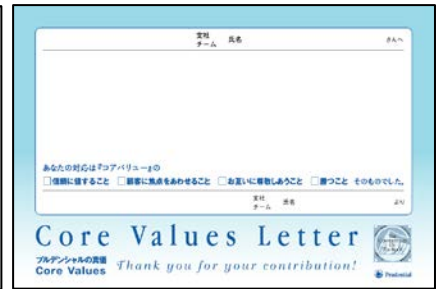 支社
チーム 氏名 さんへ
あなたの対応は『コアバリュー』の
□信頼に値すること □顧客に焦点をあわせること □お互いに尊敬しあうこと □勝つこと そのものでした。
支社
チーム 氏名 より
Core Values Letter
プルデンシャルの真価
Core Values Thank you for your contribution!
Prudential